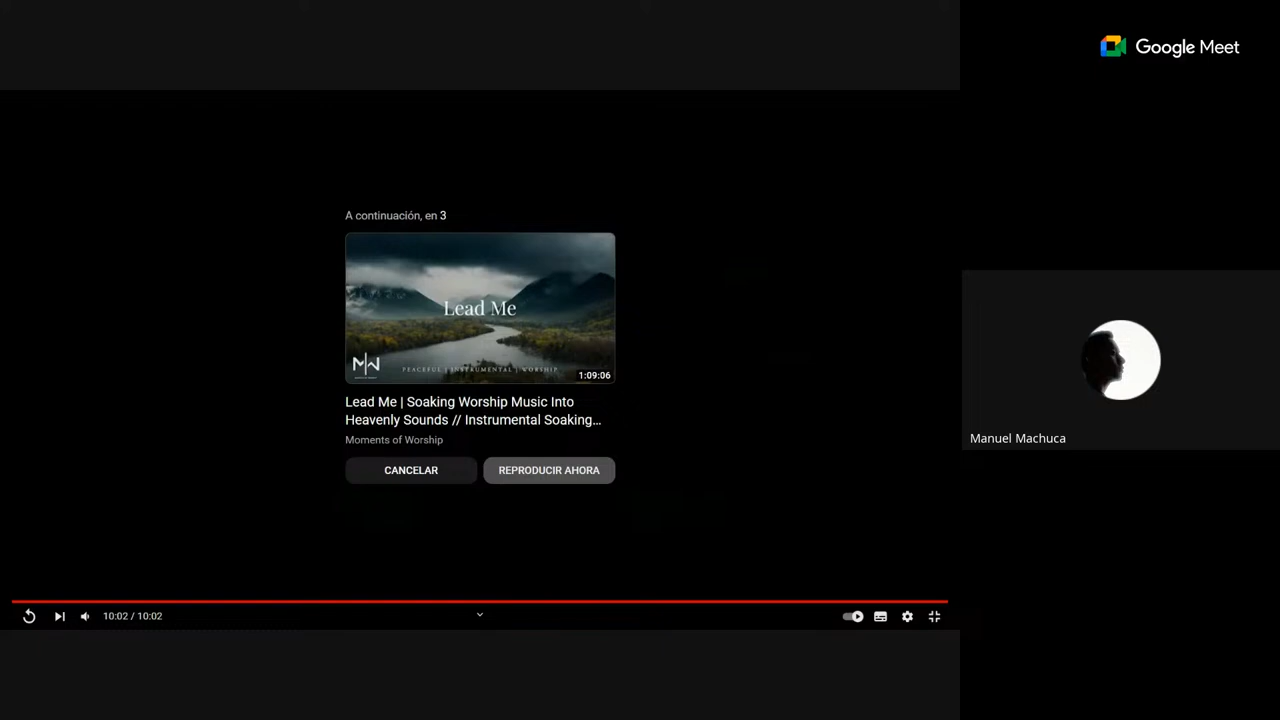 Google Meet
A continuación, en 3
Lead Me
M|W
PEACEFUL | INSTRUMENTAL | WORSHIP
1:09:06
Lead Me | Soaking Worship Music Into
Heavenly Sounds // Instrumental Soaking...
Moments of Worship
CANCELAR
REPRODUCIR AHORA
Manuel Machuca
10:02 / 10:02